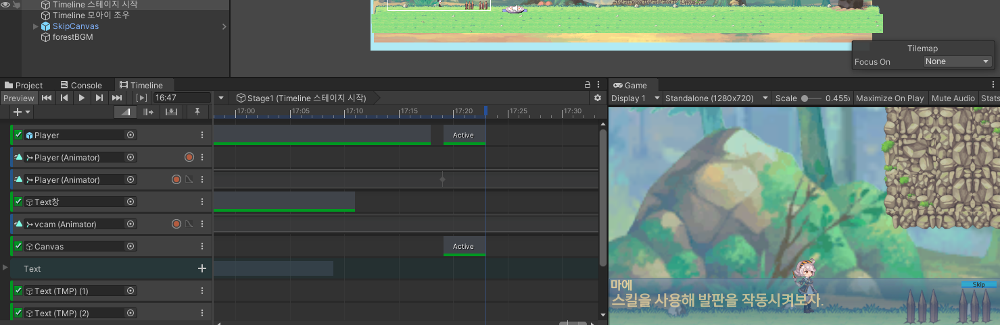 Timeline 스테이지 시작
Timeline 모아이 조우
SkipCanvas
forestBGM
Tilemap
Focus On None
Project Console Timeline
Preview 16:47 Stage1 (Timeline 스테이지 시작)
17:00 17:05 17:10 17:15 17:20 17:25 17:30
Player Active
Player (Animator)
Player (Animator)
Text창
vcam (Animator)
Canvas Active
Text
Text (TMP) (1)
Text (TMP) (2)
Game
Display 1 Standalone (1280x720) Scale 0.455x Maximize On Play Mute Audio Stats
마에
스킬을 사용해 발판을 작동시켜보자.
Skip